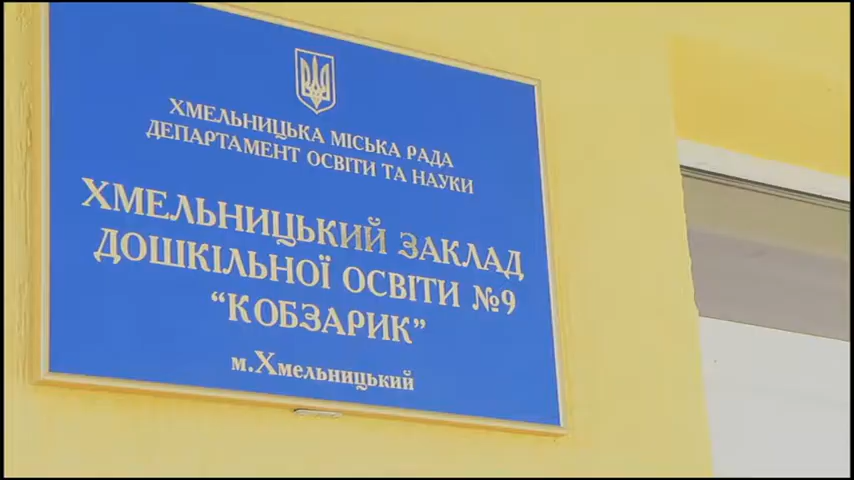 ХМЕЛЬНИЦЬКА МІСЬКА РАДА
ДЕПАРТАМЕНТ ОСВІТИ ТА НАУКИ
ХМЕЛЬНИЦЬКИЙ ЗАКЛАД
ДОШКІЛЬНОЇ ОСВІТИ №9
“КОБЗАРИК”
м.Хмельницький